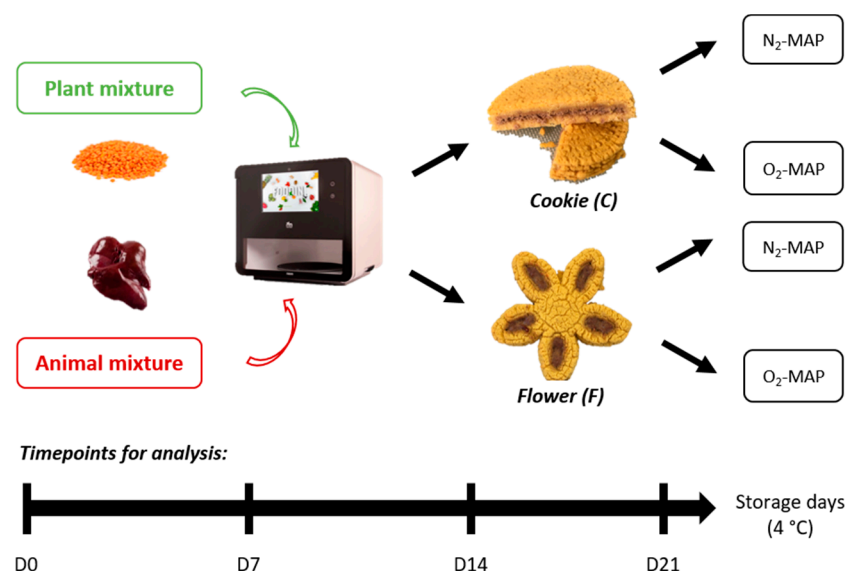 Plant mixture
Animal mixture
Cookie (C)
Flower (F)
N₂-MAP
O₂-MAP
N₂-MAP
O₂-MAP
Timepoints for analysis:
D0
D7
D14
D21
Storage days
(4 °C)